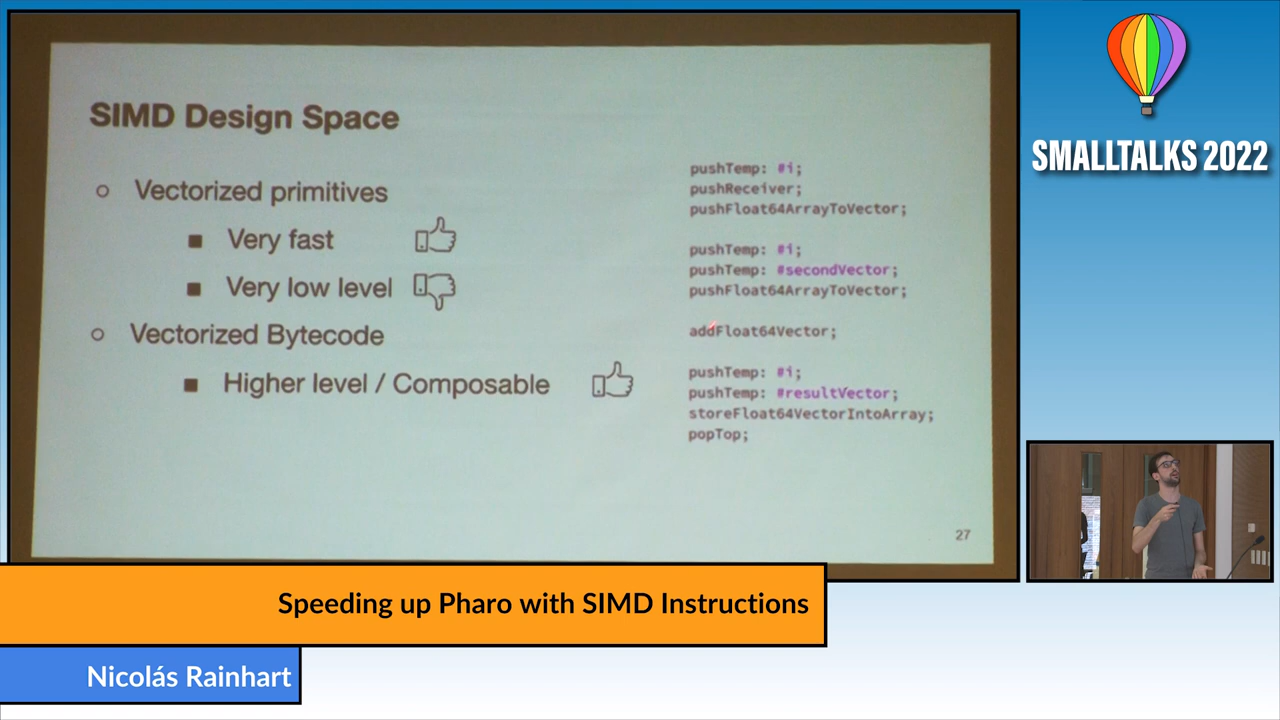 SIMD Design Space
Vectorized primitives
Very fast
Very low level
Vectorized Bytecode
Higher level / Composable
pushTemp: #i;
pushReceiver;
pushFloat64ArrayToVector;
pushTemp: #i;
pushTemp: #secondVector;
pushFloat64ArrayToVector;
addFloat64Vector;
pushTemp: #i;
pushTemp: #resultVector;
storeFloat64VectorIntoArray;
popTop;
27
SMALLTALKS 2022
Speeding up Pharo with SIMD Instructions
Nicolás Rainhart